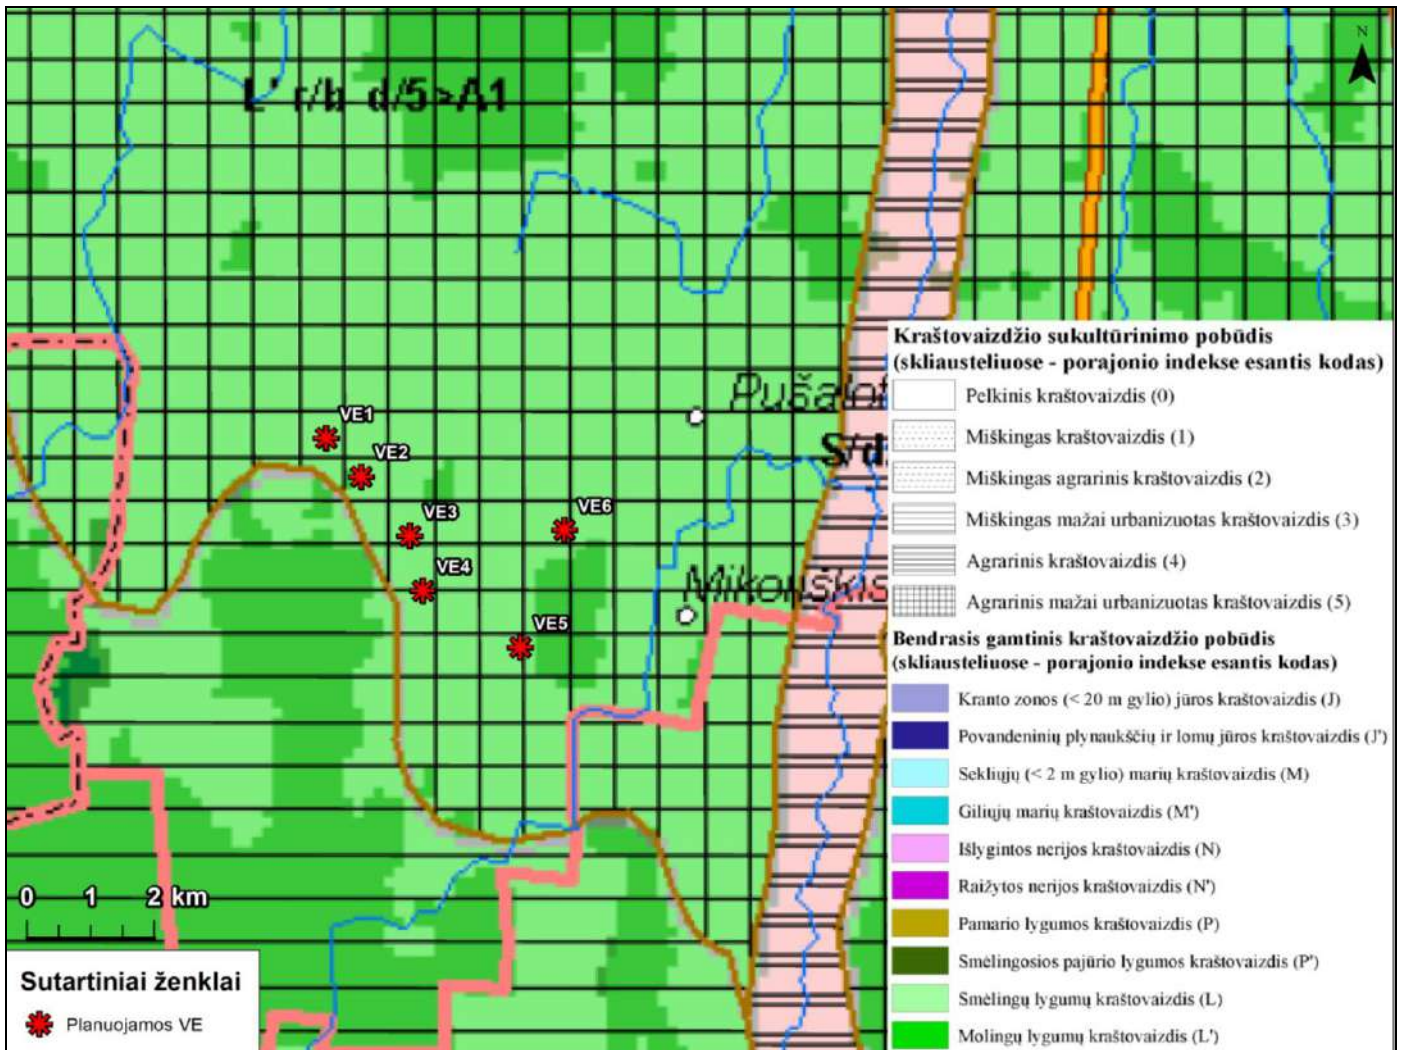 N
L' r/b d/5>A1
VE1
VE2
VE3
VE4
VE5
VE6
Pušalot
S/d
Mikoliškis
0 1 2 km
Sutartiniai ženklai
Planuojamos VE
Kraštovaizdžio sukultūrinimo pobūdis
(skliausteliuose - porajonio indekse esantis kodas)
Pelkinis kraštovaizdis (0)
Miškingas kraštovaizdis (1)
Miškingas agrarinis kraštovaizdis (2)
Miškingas mažai urbanizuotas kraštovaizdis (3)
Agrarinis kraštovaizdis (4)
Agrarinis mažai urbanizuotas kraštovaizdis (5)
Bendrasis gamtinis kraštovaizdžio pobūdis
(skliausteliuose - porajonio indekse esantis kodas)
Kranto zonos (< 20 m gylio) jūros kraštovaizdis (J)
Povandeninių plynaukščių ir lomų jūros kraštovaizdis (J')
Sekliųjų (< 2 m gylio) marių kraštovaizdis (M)
Giliųjų marių kraštovaizdis (M')
Išlygintos nerijos kraštovaizdis (N)
Raižytos nerijos kraštovaizdis (N')
Pamario lygumos kraštovaizdis (P)
Smėlingosios pajūrio lygumos kraštovaizdis (P')
Smėlingų lygumų kraštovaizdis (L)
Molingų lygumų kraštovaizdis (L')